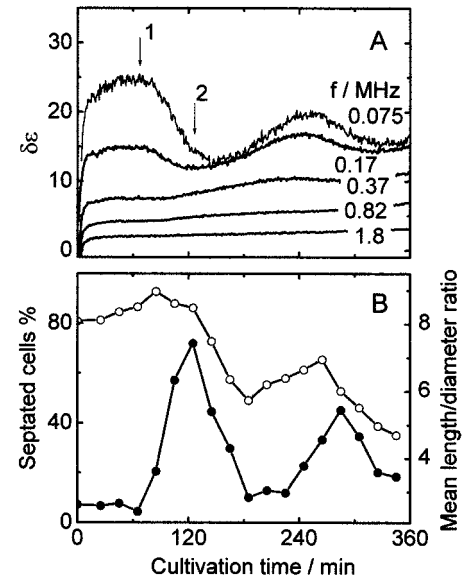 30
20
10
0
δε
1
2
A
f / MHz
0.075
0.17
0.37
0.82
1.8
B
80
40
0
Septated cells %
8
6
4
Mean length/diameter ratio
0 120 240 360
Cultivation time / min